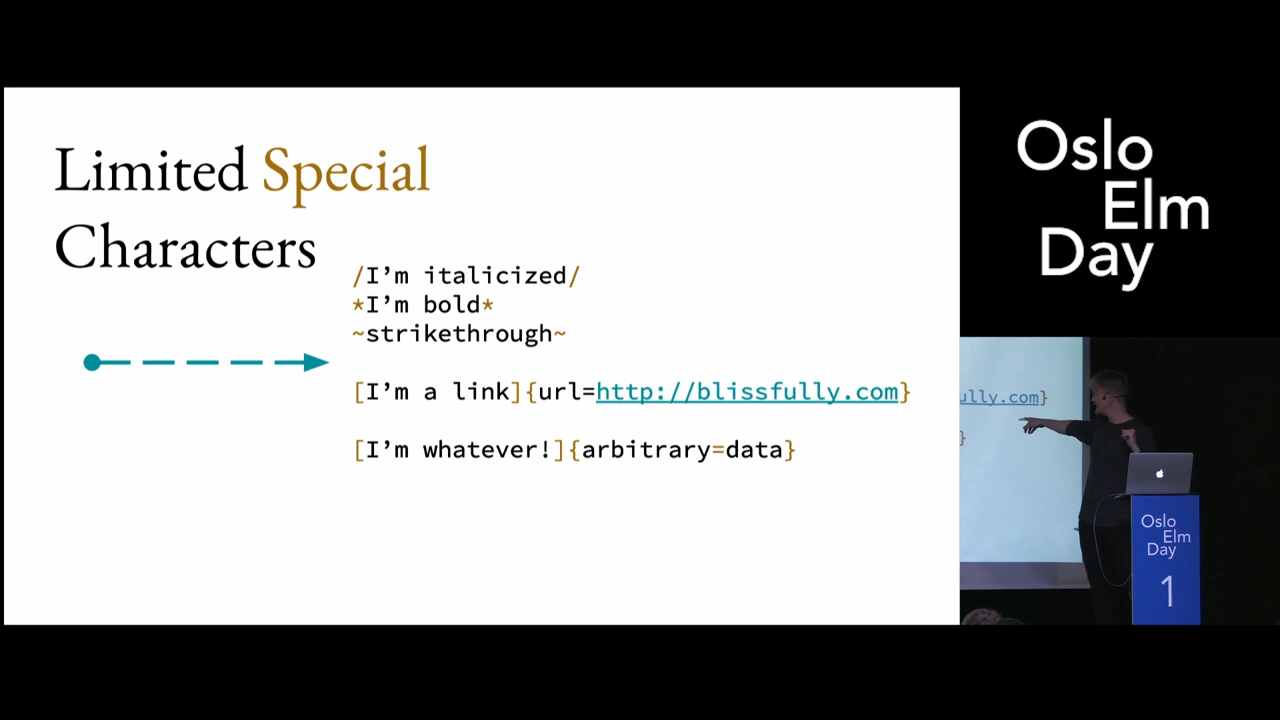 Limited Special
Characters
/I’m italicized/
*I’m bold*
~strikethrough~
[I’m a link]{url=http://blissfully.com}
[I’m whatever!]{arbitrary=data}
Oslo
Elm
Day
ully.com}
}
Oslo
Elm
Day
1